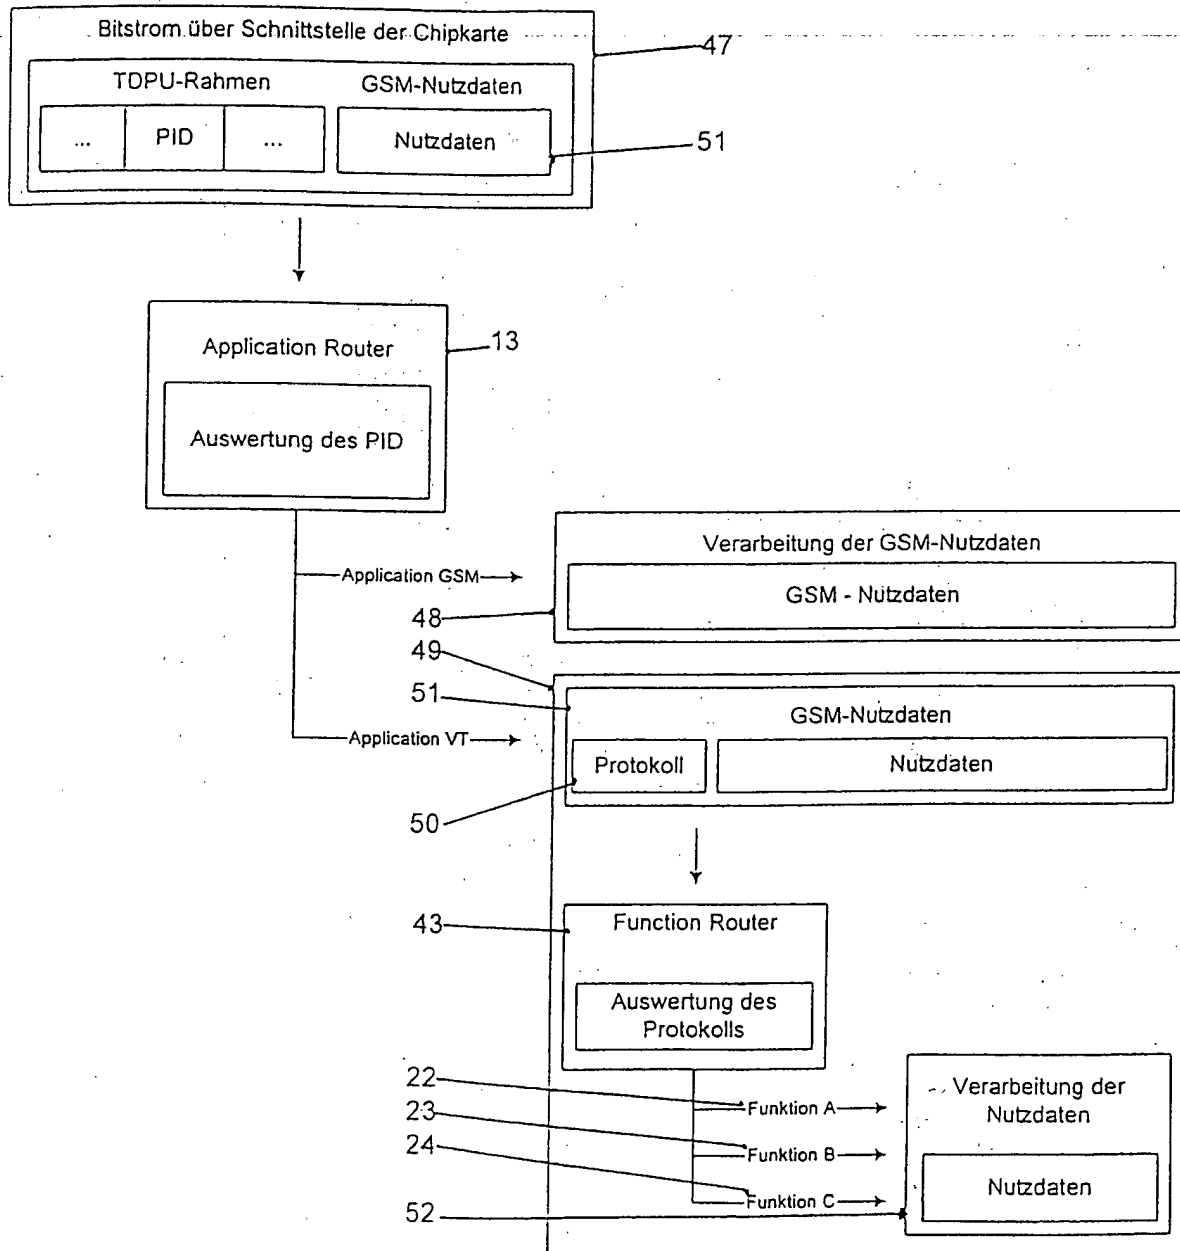 Bitstrom über Schnittstelle der Chipkarte
47
TDPU-Rahmen
GSM-Nutzdaten
...
PID
...
Nutzdaten
51
Application Router
13
Auswertung des PID
Application GSM
Verarbeitung der GSM-Nutzdaten
GSM - Nutzdaten
48
49
51
GSM-Nutzdaten
Application VT
Protokoll
Nutzdaten
50
43
Function Router
Auswertung des
Protokolls
22
Funktion A
23
Funktion B
24
Funktion C
52
Verarbeitung der
Nutzdaten
Nutzdaten